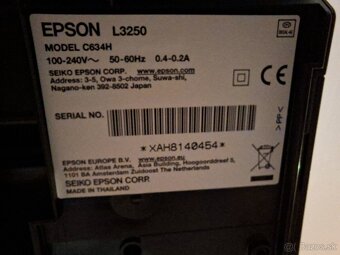 EPSON L3250
MODEL C634H
100-240V～ 50-60Hz 0.4-0.2A
SEIKO EPSON CORP. www.epson.com
Address: 3-5, Owa 3-chome, Suwa-shi,
Nagano-ken 392-8502 Japan
SERIAL NO.
*XAH8140454*
EPSON EUROPE B.V. www.epson.eu
Address: Atlas Arena, Asia Building, Hoogoorddreef 5,
1101 BA Amsterdam Zuidoost The Netherlands
SEIKO EPSON CORP.
MADE IN THAILAND
>PP<
bazar.sk